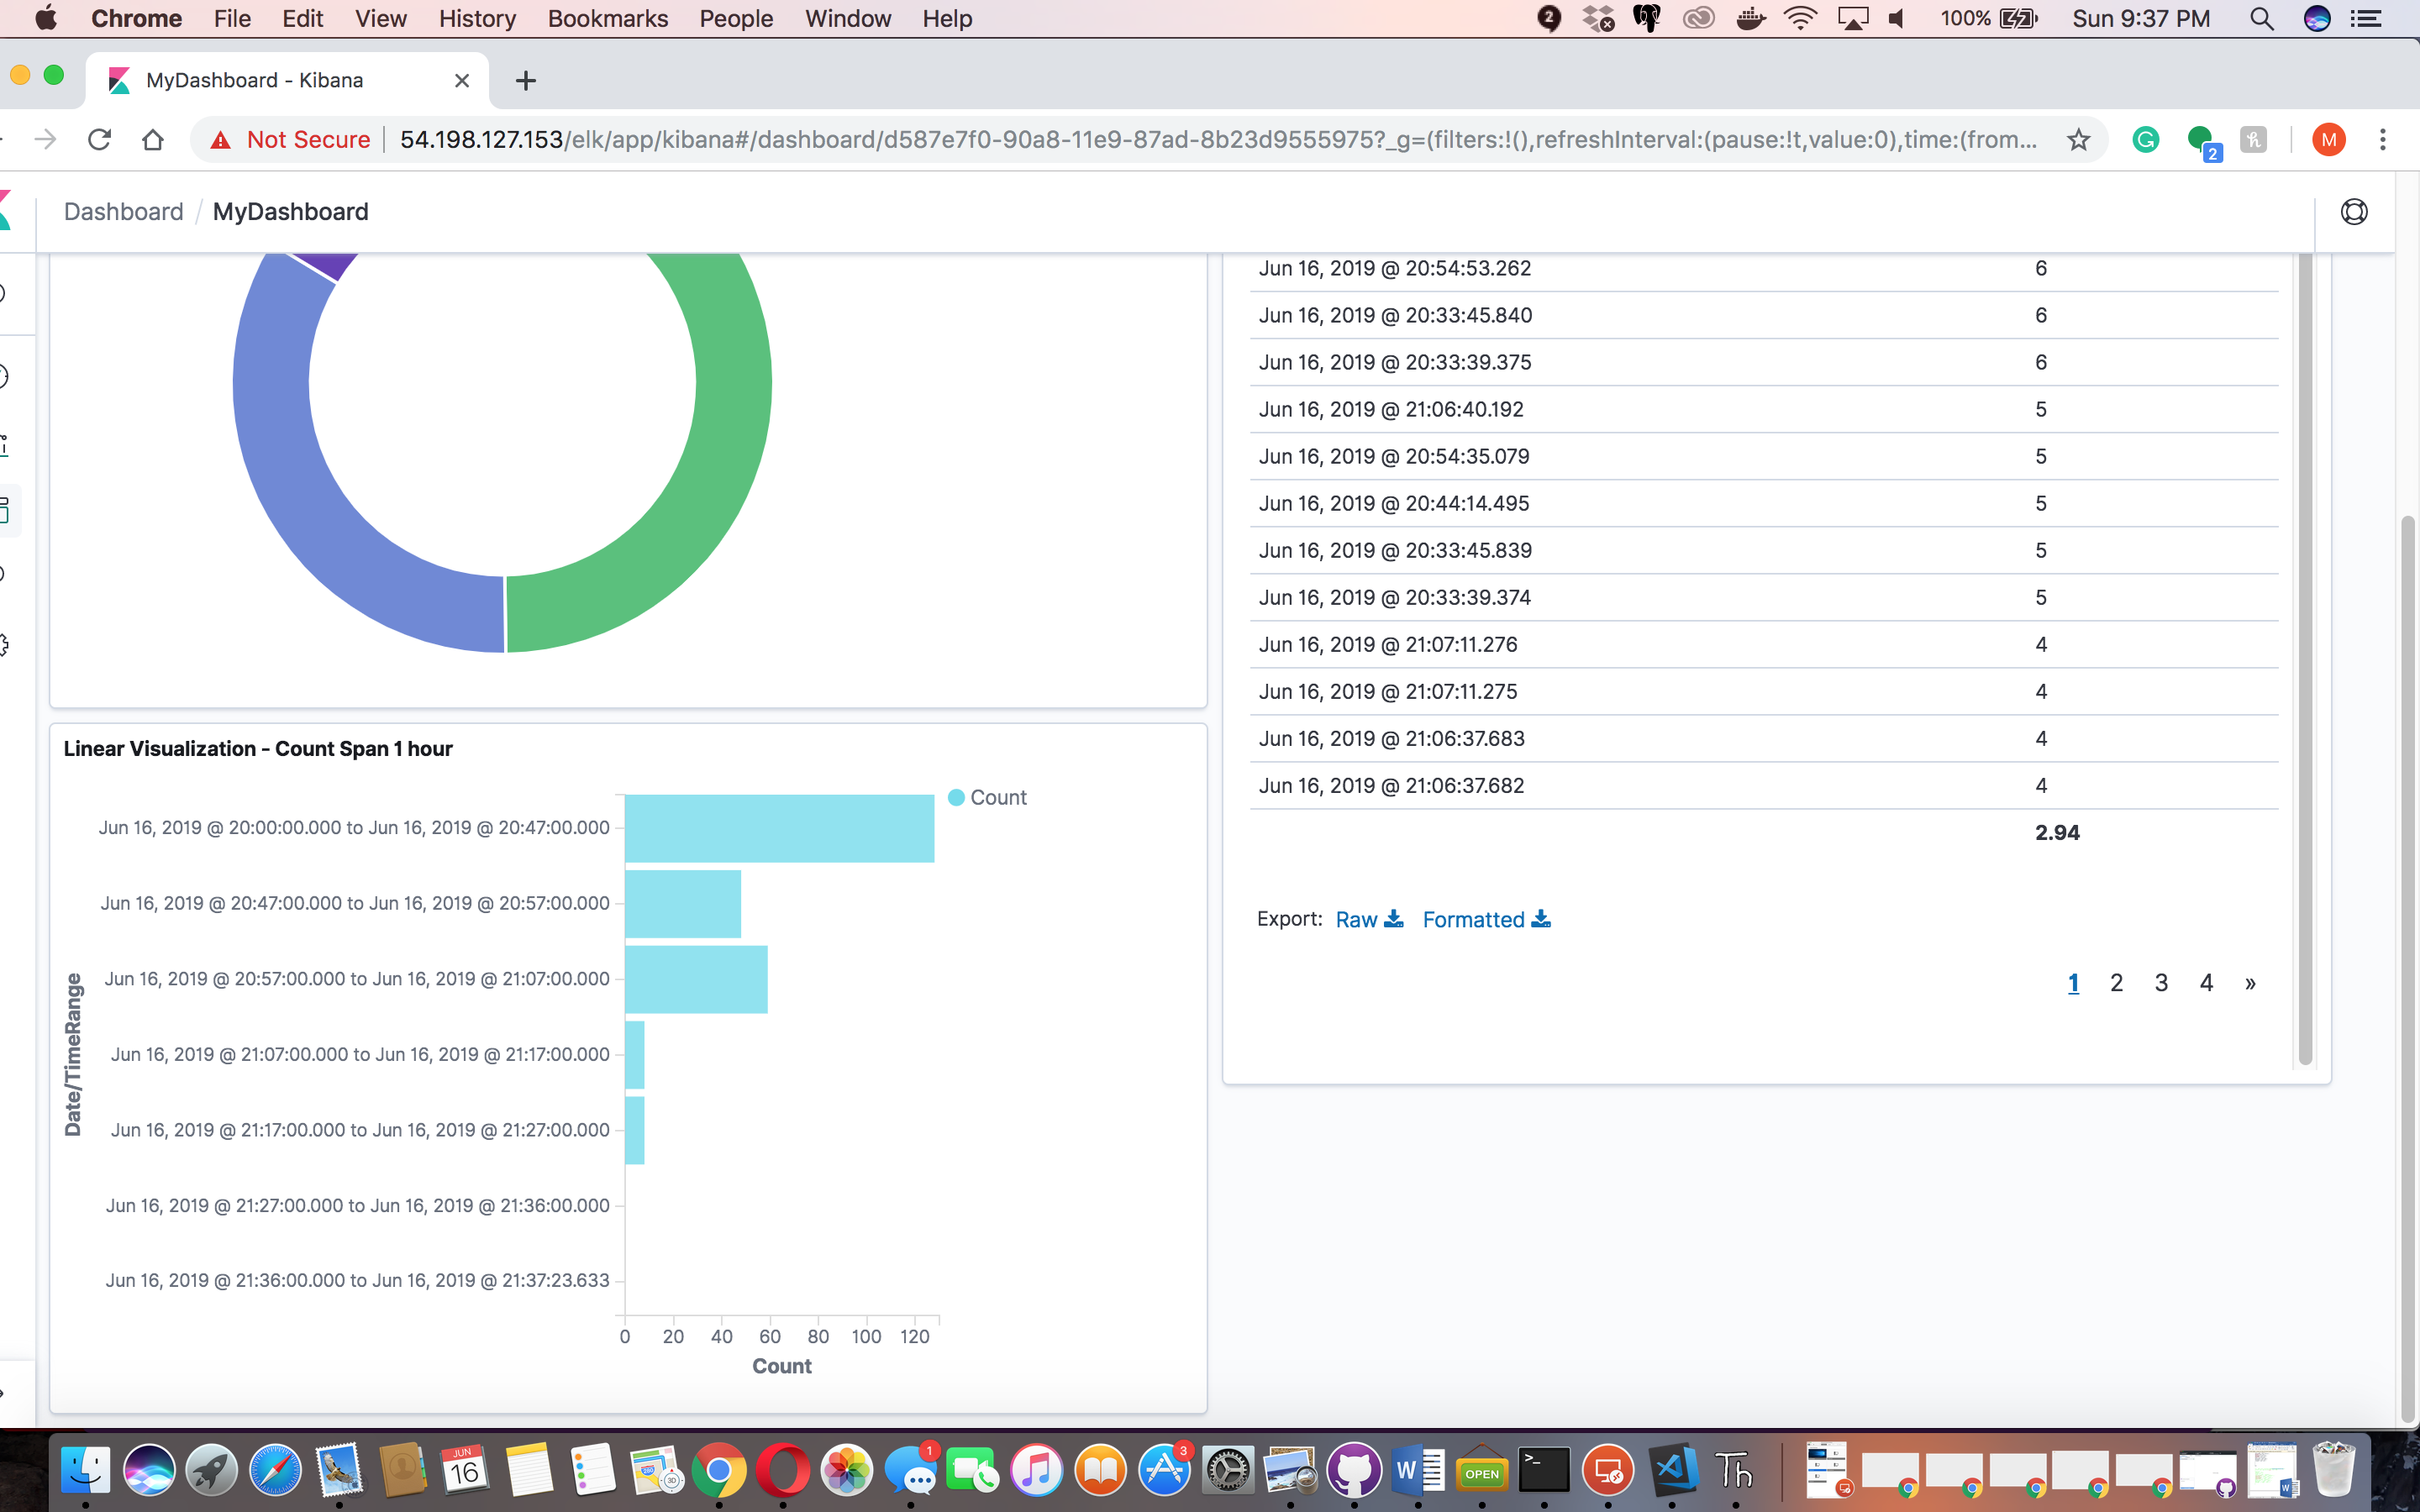 Chrome File Edit View History Bookmarks People Window Help 2 100% Sun 9:37 PM
MyDashboard - Kibana
Not Secure 54.198.127.153/elk/app/kibana#/dashboard/d587e7f0-90a8-11e9-87ad-8b23d9555975?_g=(filters:!(),refreshInterval:(pause:!t,value:0),time:(from... 2 M
Dashboard / MyDashboard
Jun 16, 2019 @ 20:54:53.262 6
Jun 16, 2019 @ 20:33:45.840 6
Jun 16, 2019 @ 20:33:39.375 6
Jun 16, 2019 @ 21:06:40.192 5
Jun 16, 2019 @ 20:54:35.079 5
Jun 16, 2019 @ 20:44:14.495 5
Jun 16, 2019 @ 20:33:45.839 5
Jun 16, 2019 @ 20:33:39.374 5
Jun 16, 2019 @ 21:07:11.276 4
Jun 16, 2019 @ 21:07:11.275 4
Jun 16, 2019 @ 21:06:37.683 4
Jun 16, 2019 @ 21:06:37.682 4
2.94
Export: Raw Formatted
1 2 3 4 »
Linear Visualization - Count Span 1 hour
Count
Date/TimeRange
Jun 16, 2019 @ 20:00:00.000 to Jun 16, 2019 @ 20:47:00.000
Jun 16, 2019 @ 20:47:00.000 to Jun 16, 2019 @ 20:57:00.000
Jun 16, 2019 @ 20:57:00.000 to Jun 16, 2019 @ 21:07:00.000
Jun 16, 2019 @ 21:07:00.000 to Jun 16, 2019 @ 21:17:00.000
Jun 16, 2019 @ 21:17:00.000 to Jun 16, 2019 @ 21:27:00.000
Jun 16, 2019 @ 21:27:00.000 to Jun 16, 2019 @ 21:36:00.000
Jun 16, 2019 @ 21:36:00.000 to Jun 16, 2019 @ 21:37:23.633
0 20 40 60 80 100 120
Count
JUN 16 3D 1 3 W OPEN >_ Th